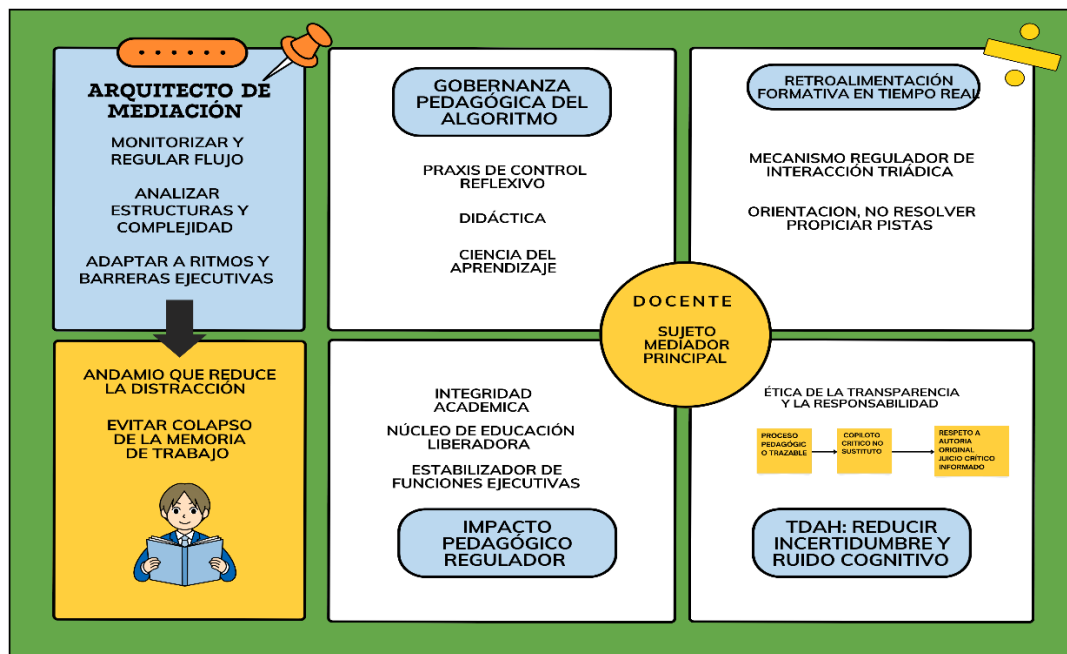 ARQUITECTO DE
MEDIACIÓN
MONITORIZAR Y
REGULAR FLUJO
ANALIZAR
ESTRUCTURAS Y
COMPLEJIDAD
ADAPTAR A RITMOS Y
BARRERAS EJECUTIVAS
ANDAMIO QUE REDUCE
LA DISTRACCIÓN
EVITAR COLAPSO
DE LA MEMORIA
DE TRABAJO
GOBERNANZA
PEDAGÓGICA DEL
ALGORITMO
PRAXIS DE CONTROL
REFLEXIVO
DIDÁCTICA
CIENCIA DEL
APRENDIZAJE
RETROALIMENTACIÓN
FORMATIVA EN TIEMPO REAL
MECANISMO REGULADOR DE
INTERACCIÓN TRIÁDICA
ORIENTACION, NO RESOLVER
PROPICIAR PISTAS
DOCENTE
SUJETO
MEDIADOR
PRINCIPAL
INTEGRIDAD
ACADEMICA
NÚCLEO DE EDUCACIÓN
LIBERADORA
ESTABILIZADOR DE
FUNCIONES EJECUTIVAS
IMPACTO
PEDAGÓGICO
REGULADOR
ÉTICA DE LA TRANSPARENCIA
Y LA RESPONSABILIDAD
PROCESO
PEDAGÓGIC
O TRAZABLE
COPILOTO
CRITICO NO
SUSTITUTO
RESPETO A
AUTORIA
ORIGINAL
JUICIO CRÍTICO
INFORMADO
TDAH: REDUCIR
INCERTIDUMBRE Y
RUIDO COGNITIVO